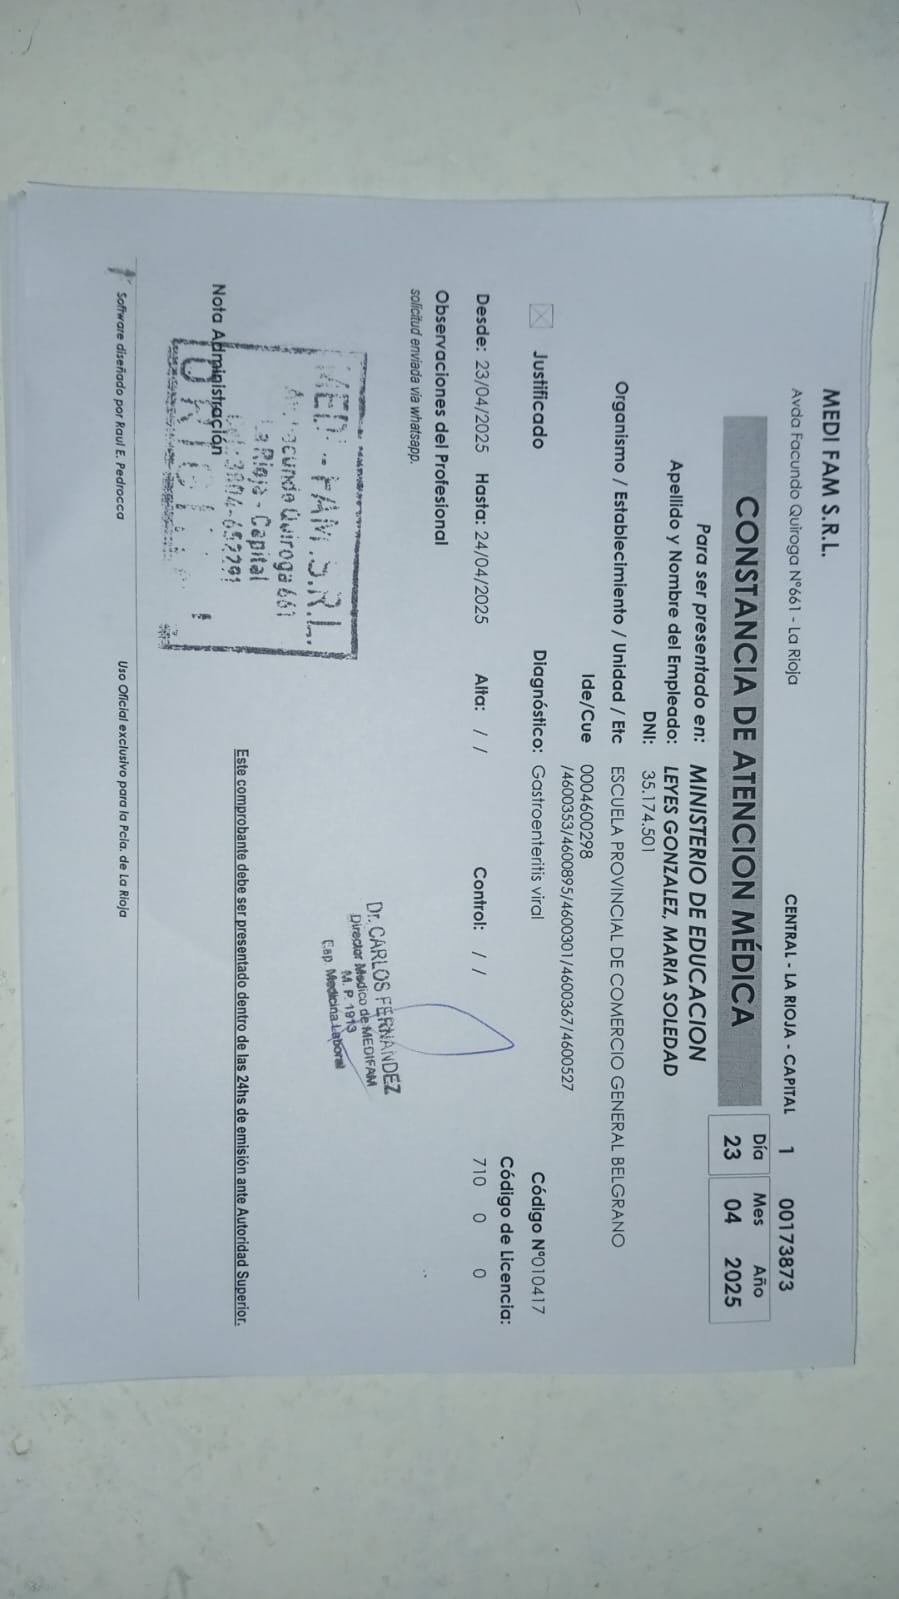 MEDI FAM S.R.L.
Avda Facundo Quiroga N°661 - La Rioja
CENTRAL - LA RIOJA - CAPITAL 1 00173873
CONSTANCIA DE ATENCION MÉDICA
Día Mes Año
23 04 2025
Para ser presentado en: MINISTERIO DE EDUCACION
Apellido y Nombre del Empleado: LEYES GONZALEZ, MARIA SOLEDAD
DNI: 35.174.501
Organismo / Establecimiento / Unidad / Etc ESCUELA PROVINCIAL DE COMERCIO GENERAL BELGRANO
Ide/Cue 0004600298
/4600353/4600895/4600301/4600367/4600527
Justificado Diagnóstico: Gastroenteritis viral Código N°010417
Código de Licencia:
Desde: 23/04/2025 Hasta: 24/04/2025 Alta: / / Control: / / 710 0 0
Observaciones del Profesional
solicitud enviada via whatsapp.
Dr. CARLOS FERNANDEZ
Director Medico de MEDIFAM
M. P. 1913
Esp. Medicina Laboral
MEDI-FAM S.R.L.
Av. Facundo Quiroga 661
La Rioja - Capital
Nota Administración
Este comprobante debe ser presentado dentro de las 24hs de emisión ante Autoridad Superior.
Software diseñado por Raul E. Pedrocca Uso Oficial exclusivo para la Pcia. de La Rioja